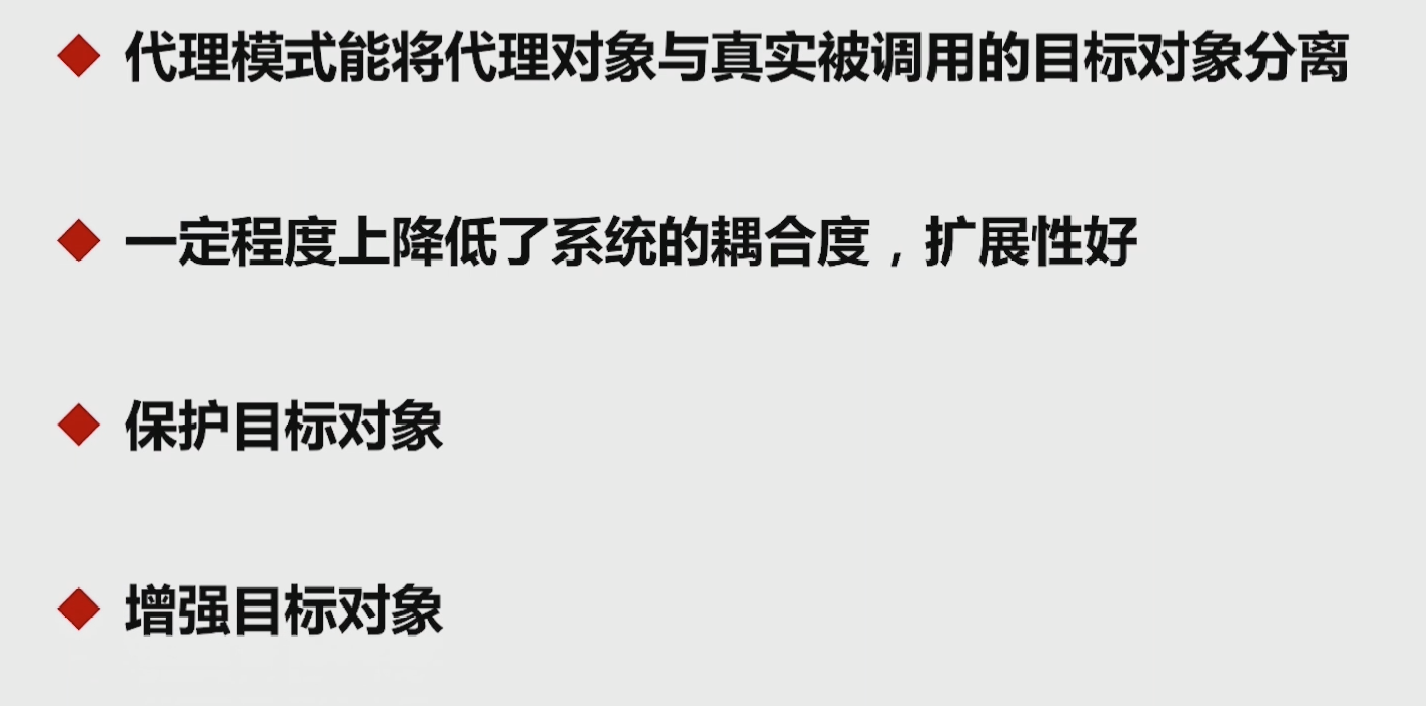 代理模式能将代理对象与真实被调用的目标对象分离
一定程度上降低了系统的耦合度，扩展性好
保护目标对象
增强目标对象